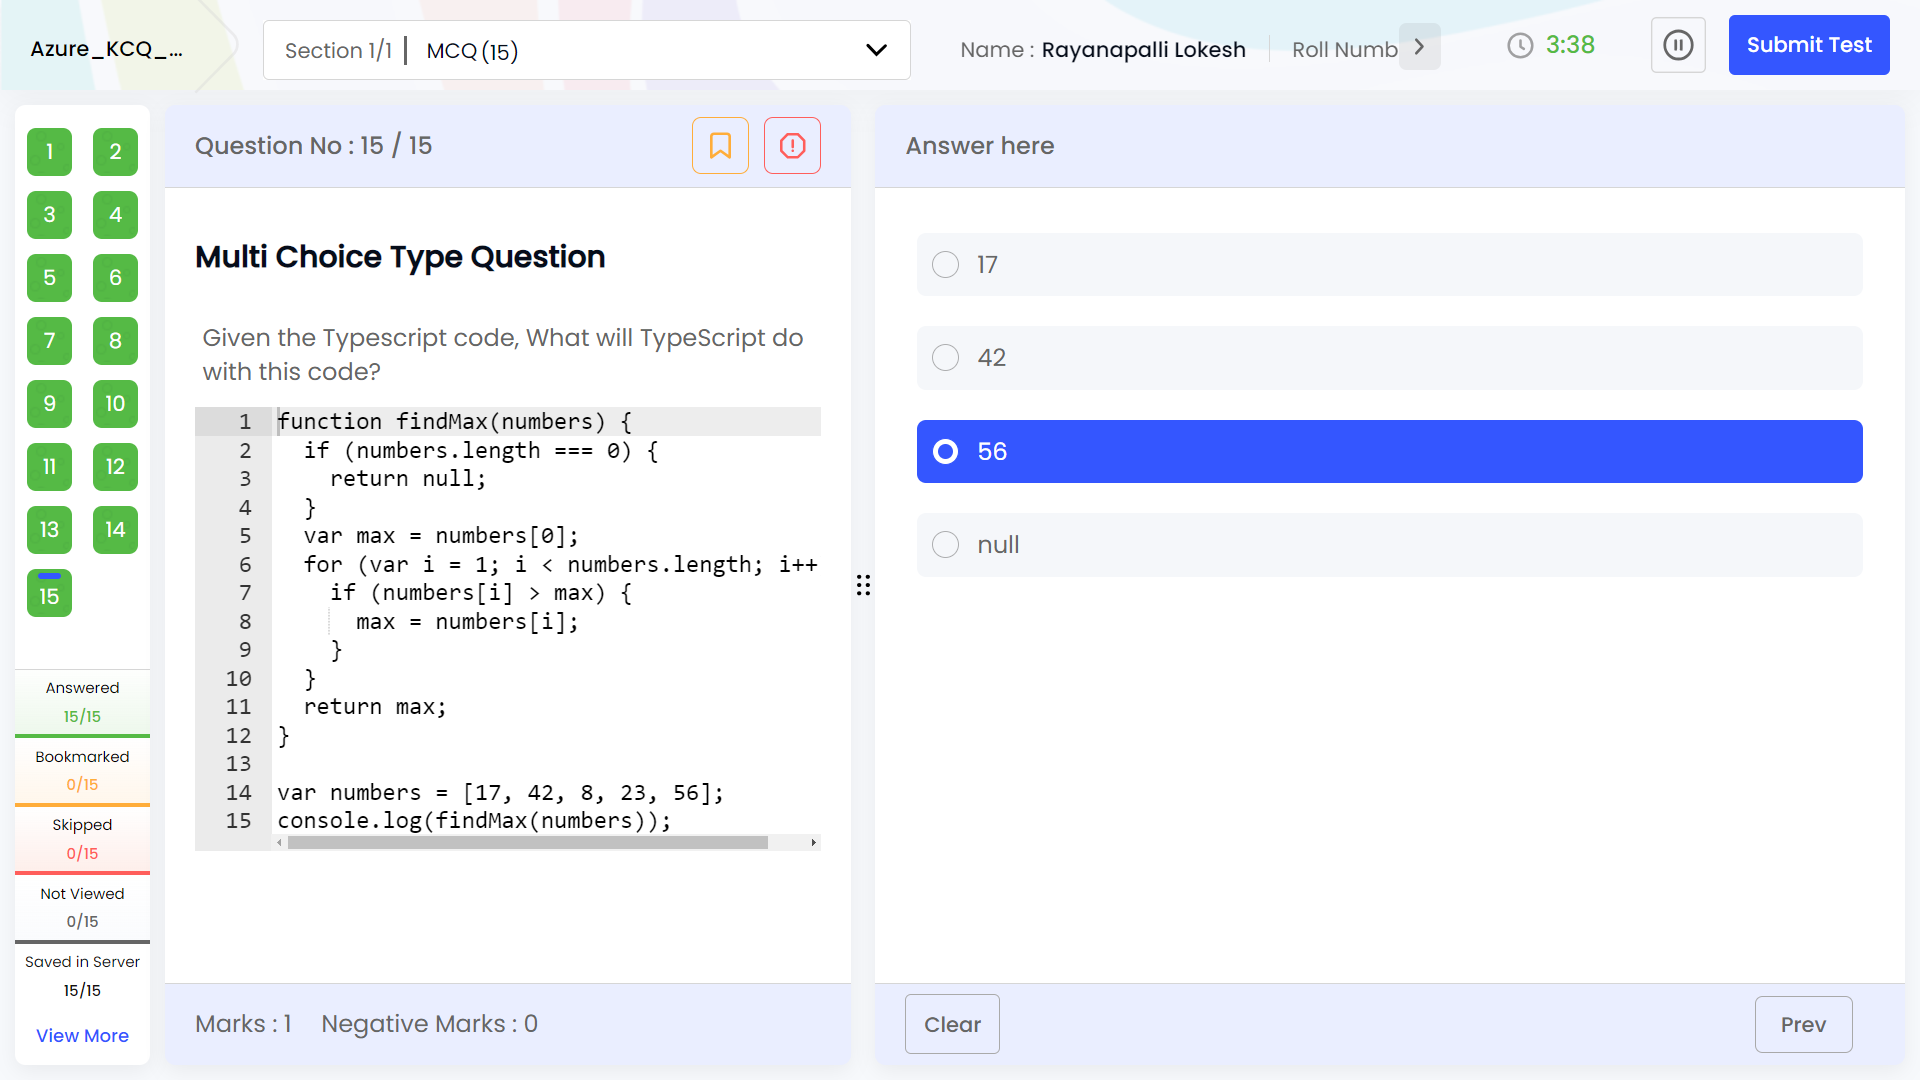 Azure_KCQ_...
Section 1/1 | MCQ (15)
Name : Rayanapalli Lokesh
Roll Numb
3:38
Submit Test
1 2
3 4
5 6
7 8
9 10
11 12
13 14
15
Answered
15/15
Bookmarked
0/15
Skipped
0/15
Not Viewed
0/15
Saved in Server
15/15
View More
Question No : 15 / 15
Multi Choice Type Question
Given the Typescript code, What will TypeScript do
with this code?
1 function findMax(numbers) {
2   if (numbers.length === 0) {
3     return null;
4   }
5   var max = numbers[0];
6   for (var i = 1; i < numbers.length; i++
7     if (numbers[i] > max) {
8       max = numbers[i];
9     }
10   }
11   return max;
12 }
13
14 var numbers = [17, 42, 8, 23, 56];
15 console.log(findMax(numbers));
Marks : 1 Negative Marks : 0
Answer here
17
42
56
null
Clear
Prev